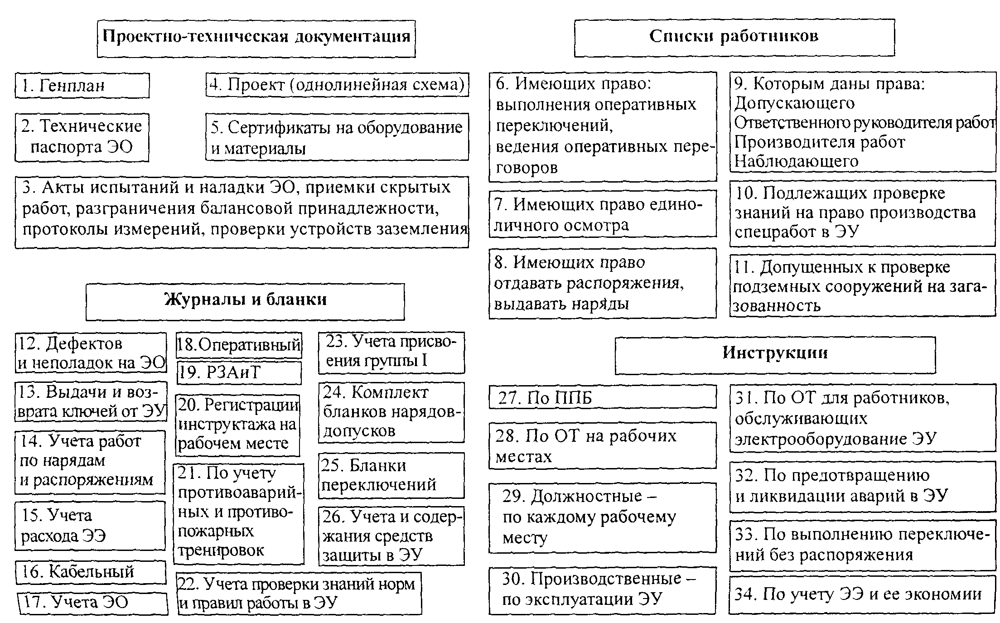 Проектно-техническая документация
1. Генплан
4. Проект (однолинейная схема)
2. Технические
паспорта ЭО
5. Сертификаты на оборудование
и материалы
3. Акты испытаний и наладки ЭО, приемки скрытых
работ, разграничения балансовой принадлежности,
протоколы измерений, проверки устройств заземления
Списки работников
6. Имеющих право:
выполнения оперативных
переключений,
ведения оперативных пере-
говоров
7. Имеющих право едино-
личного осмотра
8. Имеющих право
отдавать распоряжения,
выдавать наряды
9. Которым даны права:
Допускающего
Ответственного руководителя работ
Производителя работ
Наблюдающего
10. Подлежащих проверке
знаний на право производства
спецработ в ЭУ
11. Допущенных к проверке
подземных сооружений на зага-
зованность
Журналы и бланки
12. Дефектов
и неполадок на ЭО
13. Выдачи и воз-
врата ключей от ЭУ
14. Учета работ
по нарядам
и распоряжениям
15. Учета
расхода ЭЭ
16. Кабельный
17. Учета ЭО
18.Оперативный
19. РЗАиТ
20. Регистрации
инструктажа на
рабочем месте
21. По учету
противоаварий-
ных и противо-
пожарных
тренировок
22. Учета проверки знаний норм
и правил работы в ЭУ
23. Учета присво-
ения группы I
24. Комплект
бланков нарядов-
допусков
25. Бланки
переключений
26. Учета и содер-
жания средств
защиты в ЭУ
Инструкции
27. По ППБ
28. По ОТ на рабочих
местах
29. Должностные –
по каждому рабочему
месту
30. Производственные –
по эксплуатации ЭУ
31. По ОТ для работников,
обслуживающих
электрооборудование ЭУ
32. По предотвращению
и ликвидации аварий в ЭУ
33. По выполнению переключе-
ний без распоряжения
34. По учету ЭЭ и ее экономии